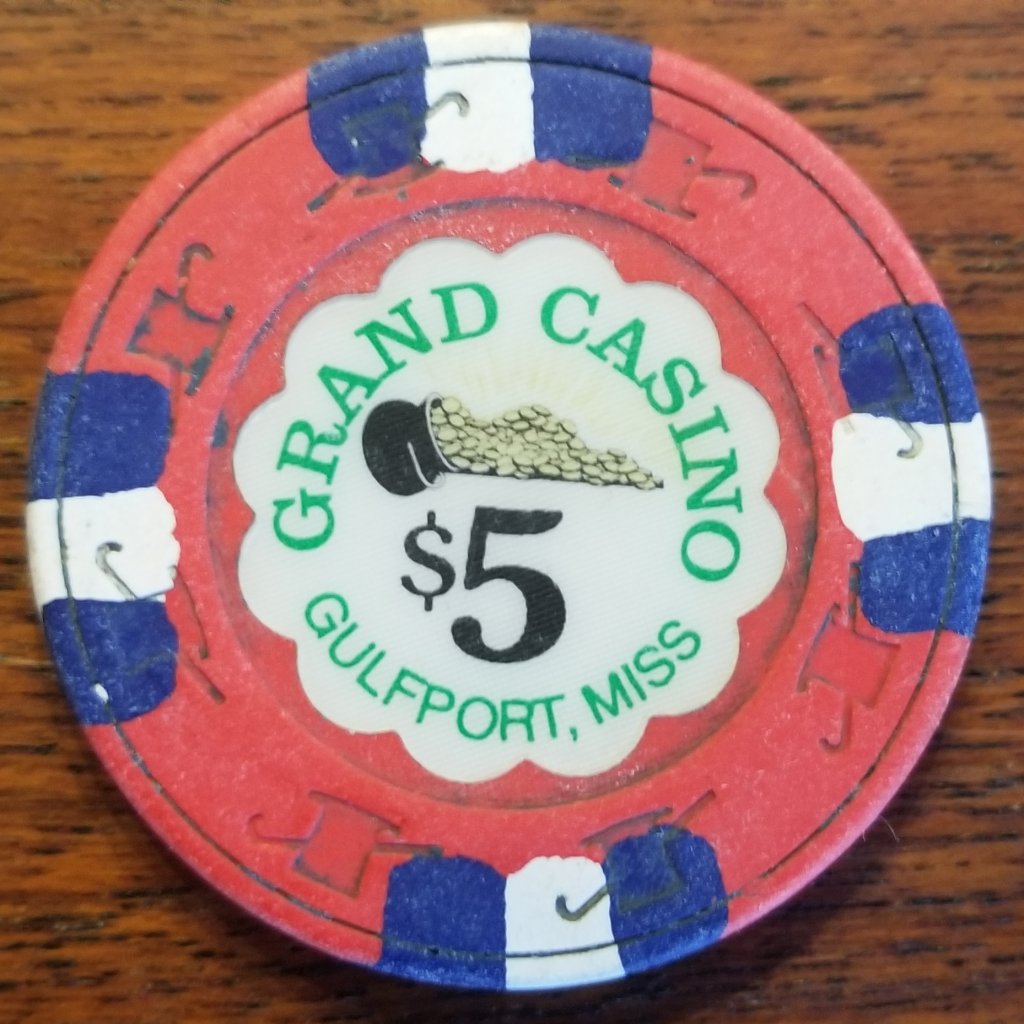 GRAND CASINO
$5
GULFPORT, MISS